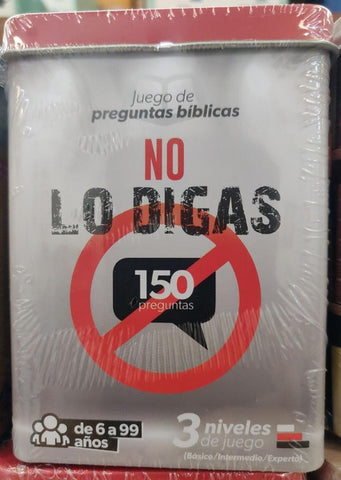 Juego de
preguntas bíblicas
NO
LO DIGAS
150
preguntas
de 6 a 99
años
3 niveles
de juego
(Básico/Intermedio/Experto)